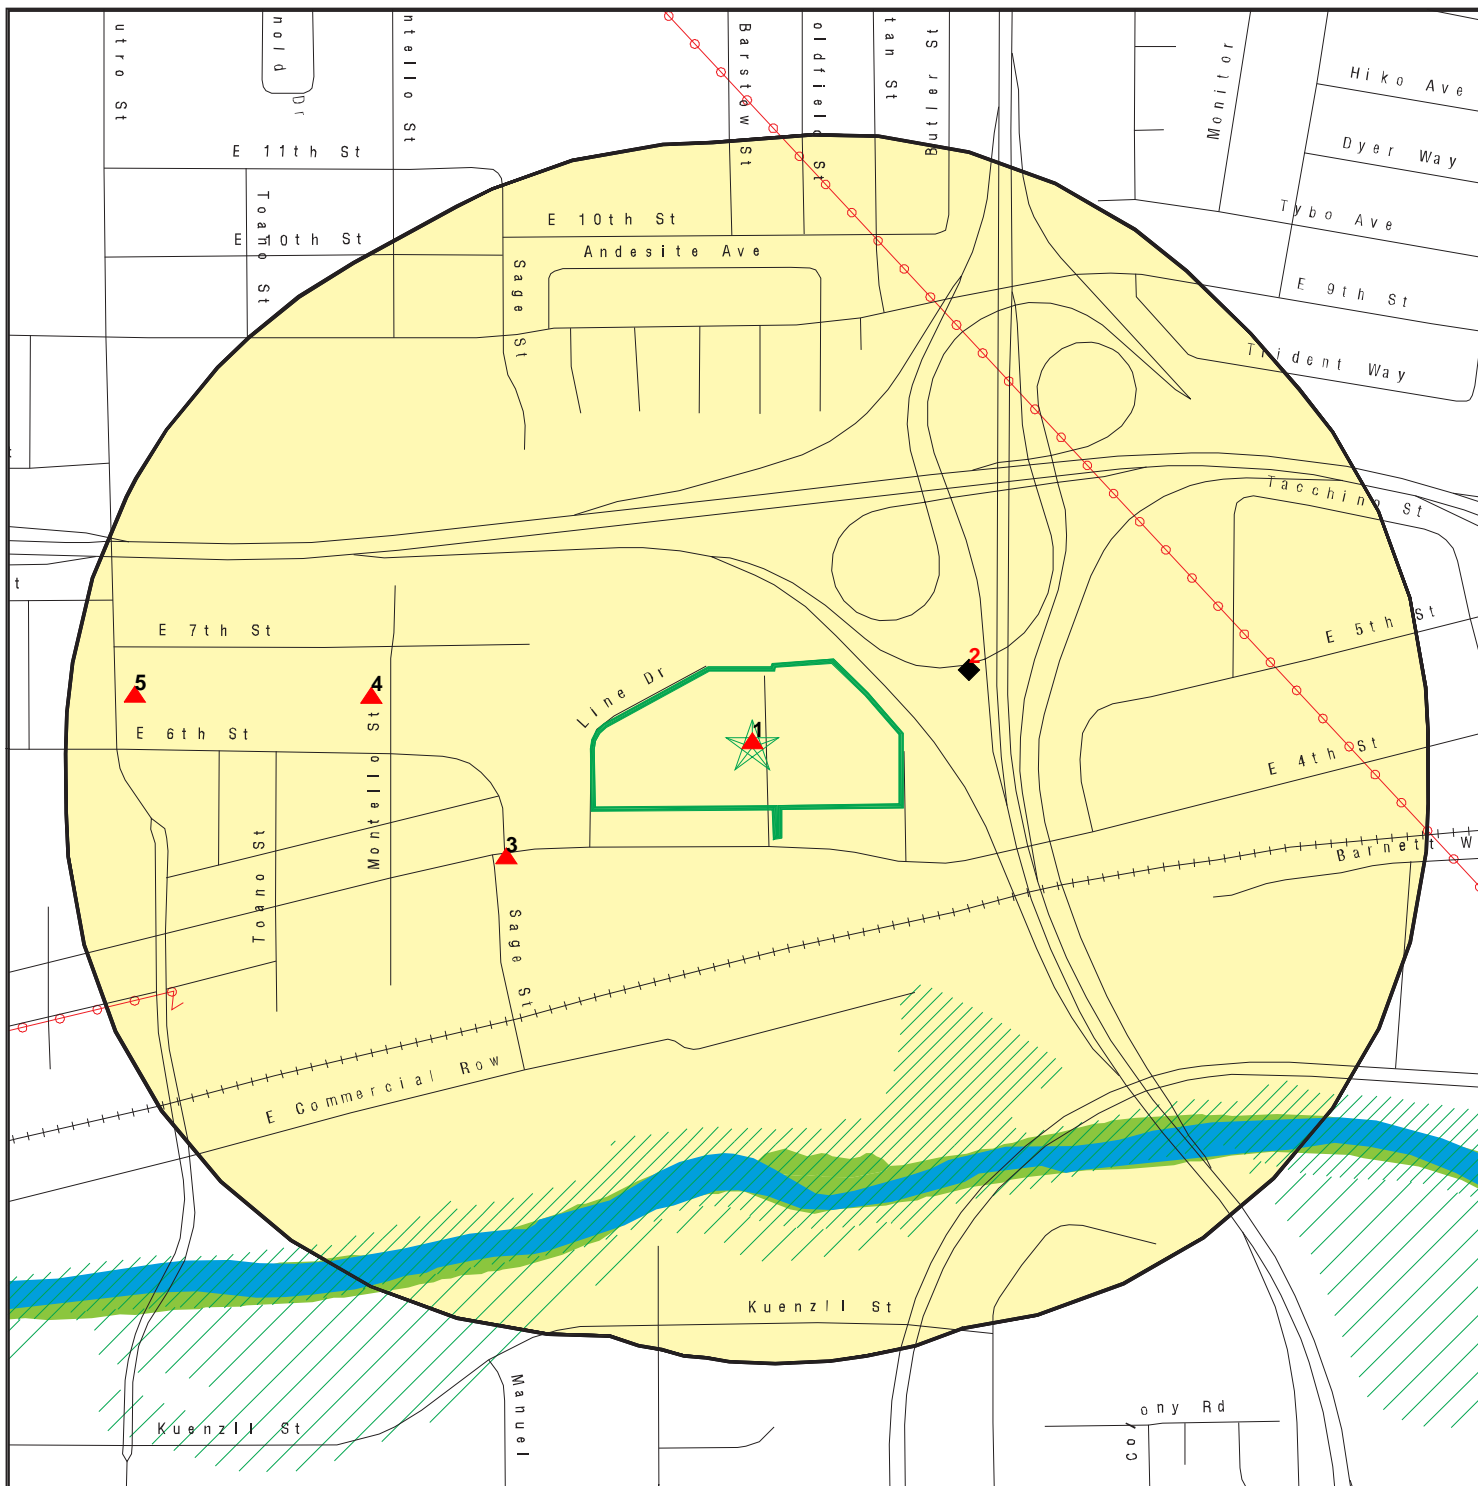 utro St
nold Dr
ntello St
Barstow St
oldfield St
tan St
Butler St
Monitor
Hiko Ave
Dyer Way
Tybo Ave
E 9th St
Trident Way
E 11th St
Toano St
E 10th St
E 10th St
Andesite Ave
Sage St
Tacchino St
t
E 7th St
E 5th St
2
5
4
Line Dr
E 6th St
1
E 4th St
Montello St
3
Toano St
Barnett W
Sage St
E Commercial Row
Kuenzli St
Kuenzli St
Manuel
ony Rd
Coly